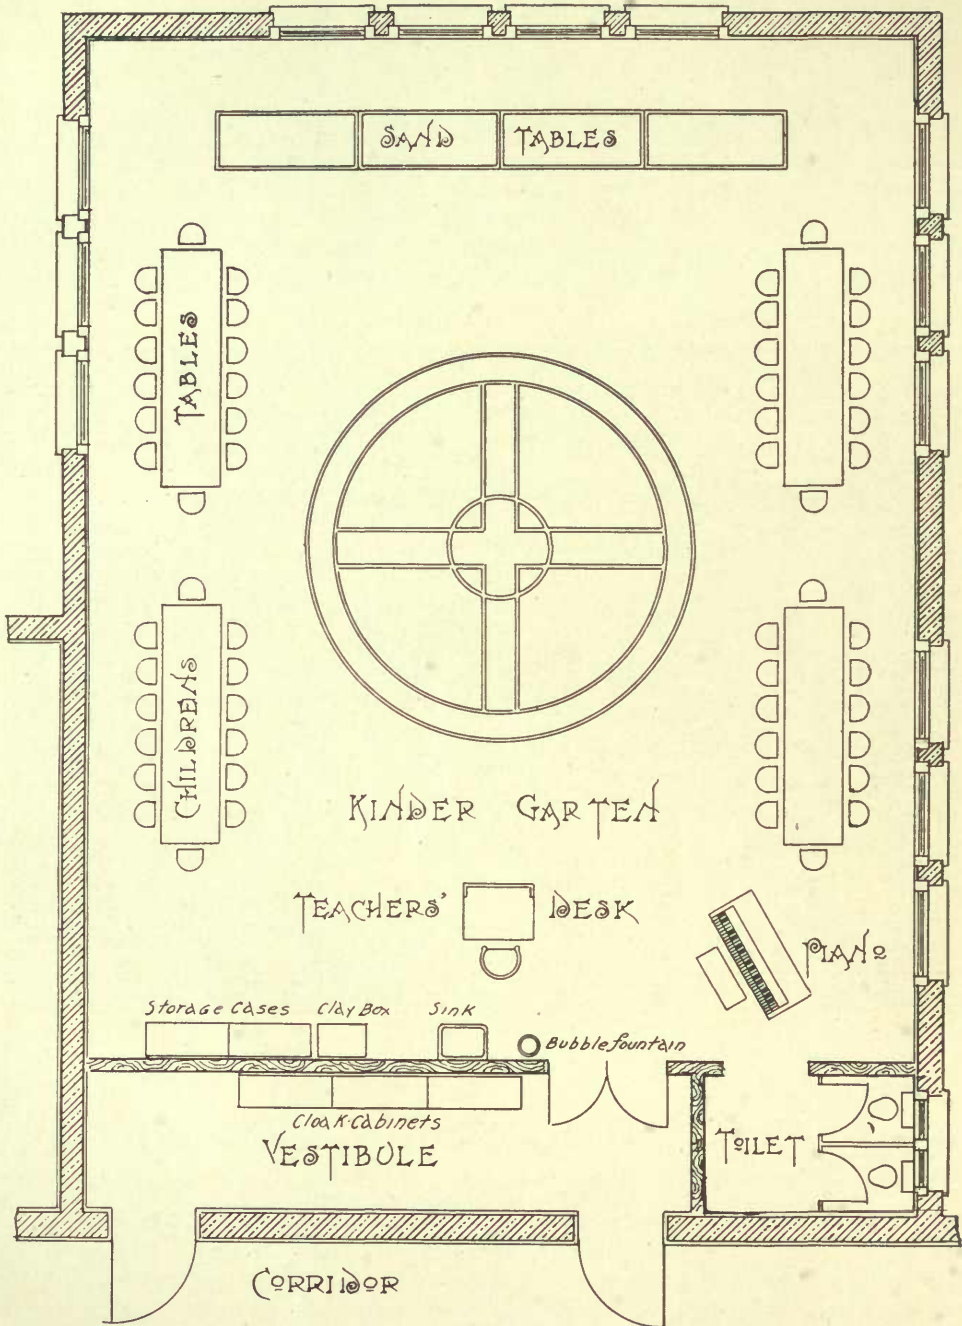 SAND TABLES
TABLES
CHILDRENS
KINDER GARTEN
TEACHERS' DESK
PIANO
Storage Cases Clay Box Sink
Bubble fountain
Cloak Cabinets
VESTIBULE
TOILET
CORRIDOR